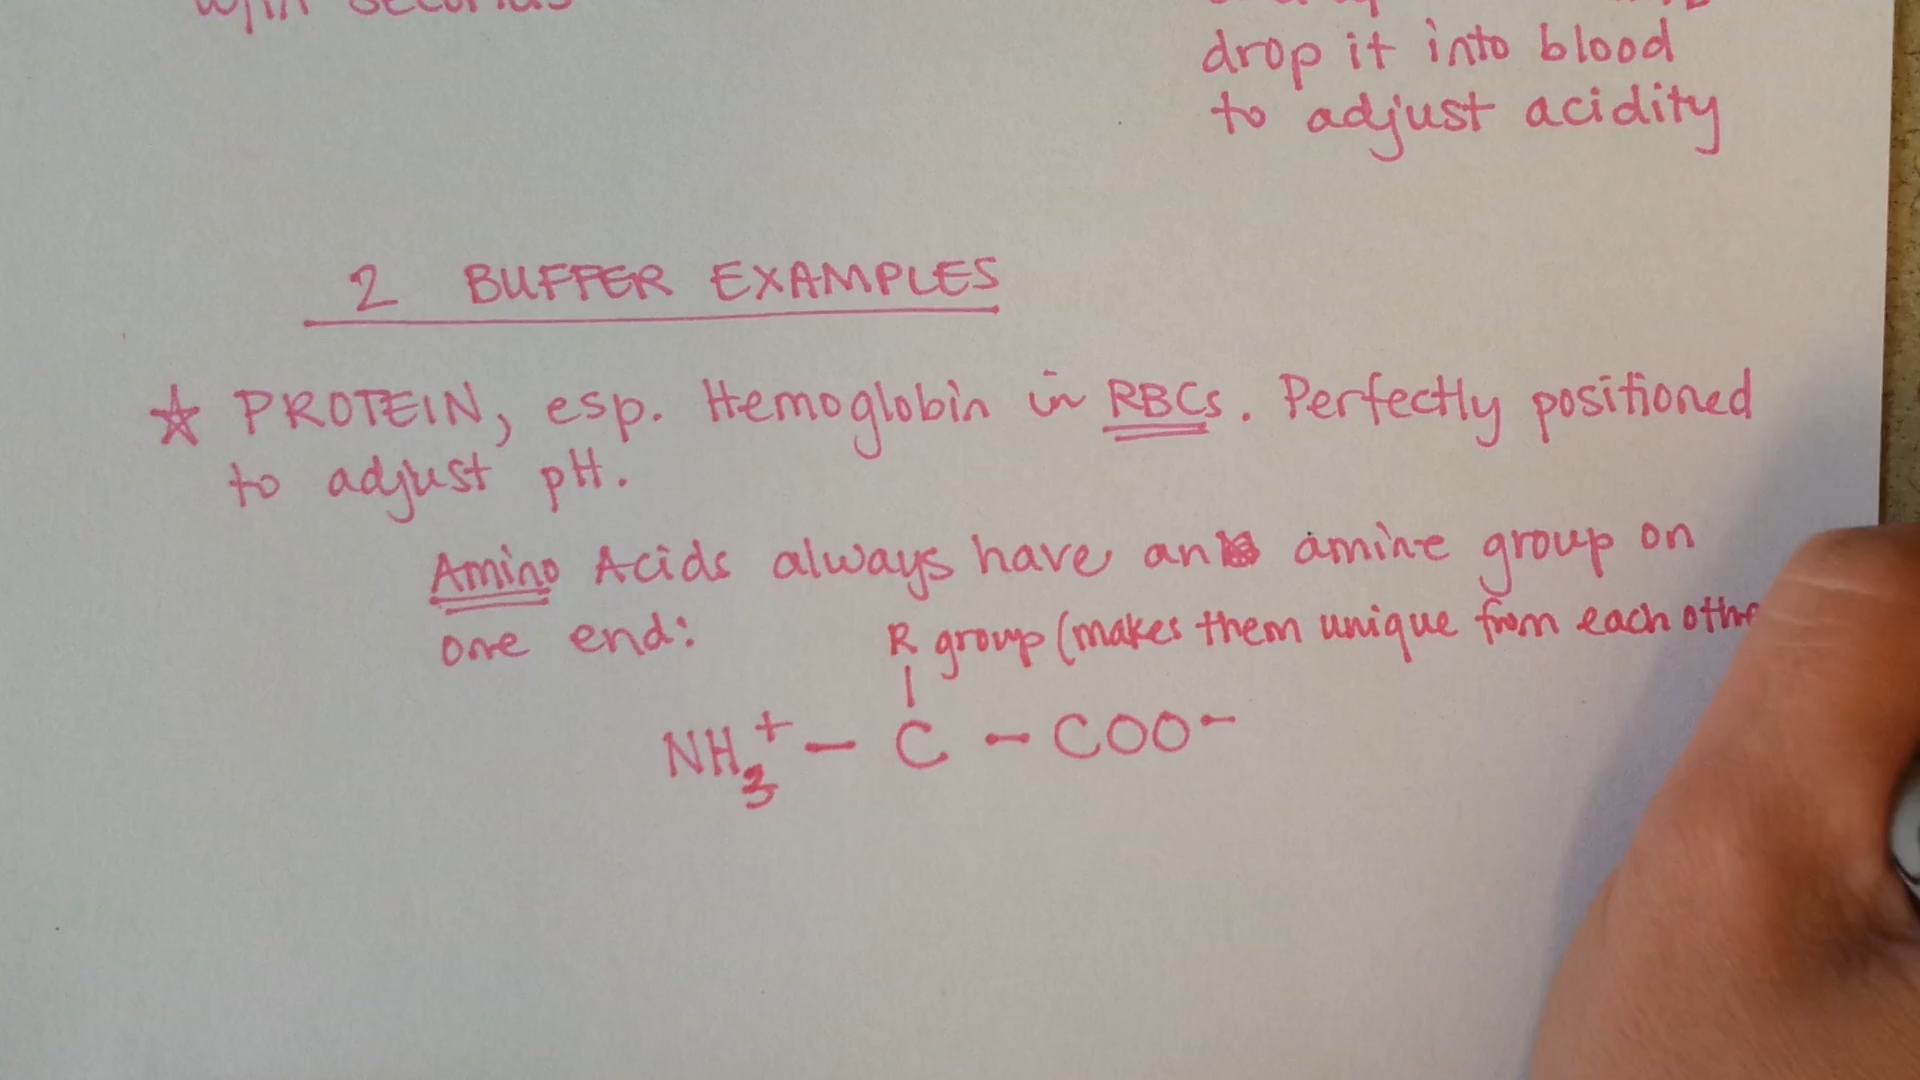 drop it into blood
to adjust acidity
2 BUFFER EXAMPLES
☆ PROTEIN, esp. Hemoglobin in RBCs. Perfectly positioned
to adjust pH.
Amino Acids always have an amine group on
one end:
R group (makes them unique from each othe
NH3+ – C – COO–